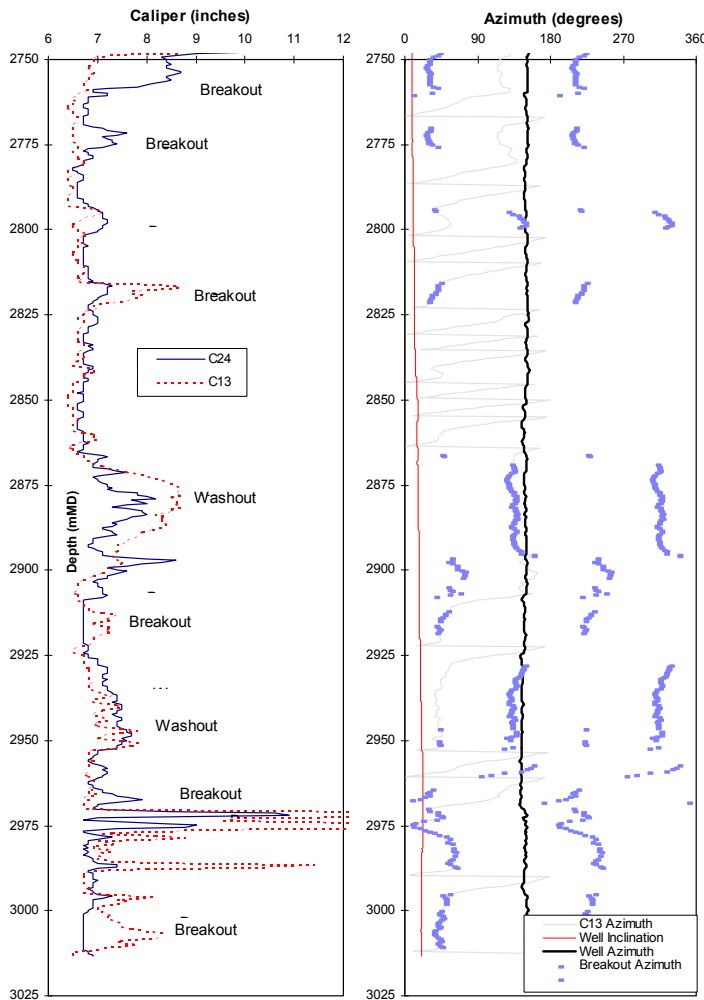 Caliper (inches)
6 7 8 9 10 11 12
Azimuth (degrees)
0 90 180 270 360
2750
2775
2800
2825
2850
2875
2900
2925
2950
2975
3000
3025
Depth (mMD)
Breakout
Breakout
Breakout
C24
C13
Washout
Breakout
Washout
Breakout
Breakout
2750
2775
2800
2825
2850
2875
2900
2925
2950
2975
3000
3025
C13 Azimuth
Well Inclination
Well Azimuth
Breakout Azimuth